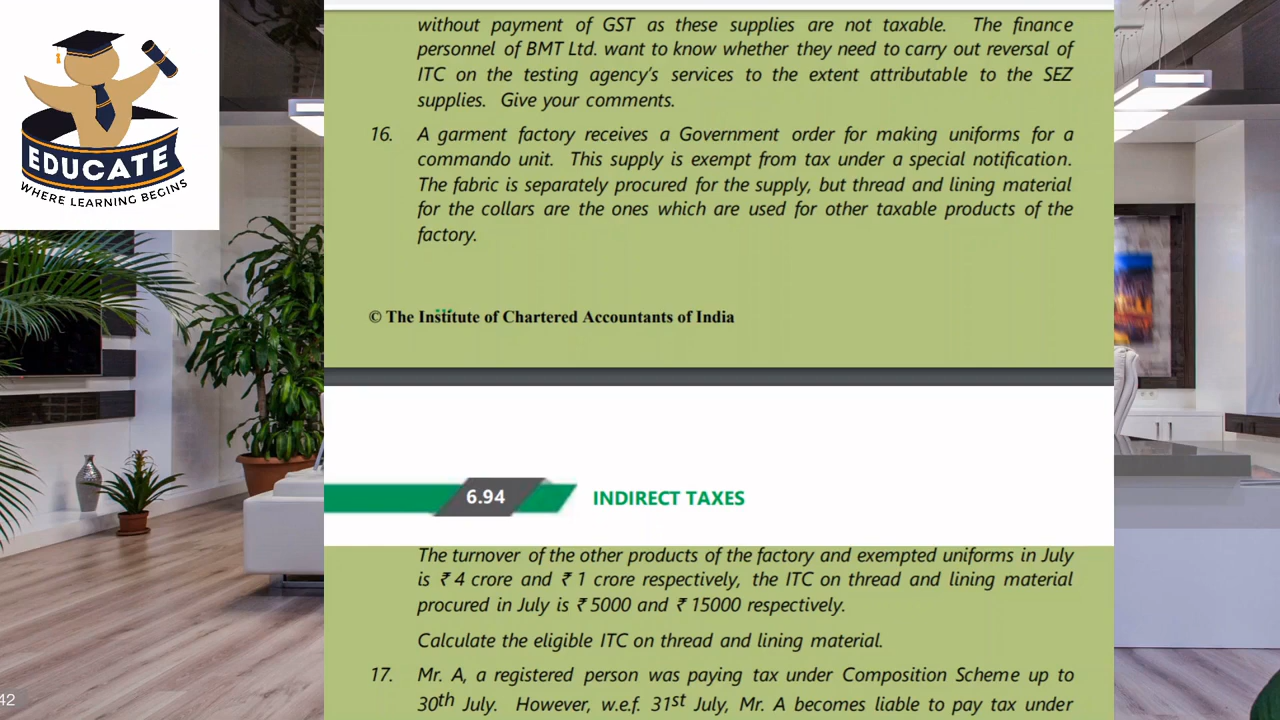 EDUCATE
WHERE LEARNING BEGINS
without payment of GST as these supplies are not taxable. The finance
personnel of BMT Ltd. want to know whether they need to carry out reversal of
ITC on the testing agency's services to the extent attributable to the SEZ
supplies. Give your comments.
16. A garment factory receives a Government order for making uniforms for a
commando unit. This supply is exempt from tax under a special notification.
The fabric is separately procured for the supply, but thread and lining material
for the collars are the ones which are used for other taxable products of the
factory.
© The Institute of Chartered Accountants of India
6.94 INDIRECT TAXES
The turnover of the other products of the factory and exempted uniforms in July
is ₹ 4 crore and ₹ 1 crore respectively, the ITC on thread and lining material
procured in July is ₹ 5000 and ₹ 15000 respectively.
Calculate the eligible ITC on thread and lining material.
17. Mr. A, a registered person was paying tax under Composition Scheme up to
30th July. However, w.e.f. 31st July, Mr. A becomes liable to pay tax under
42